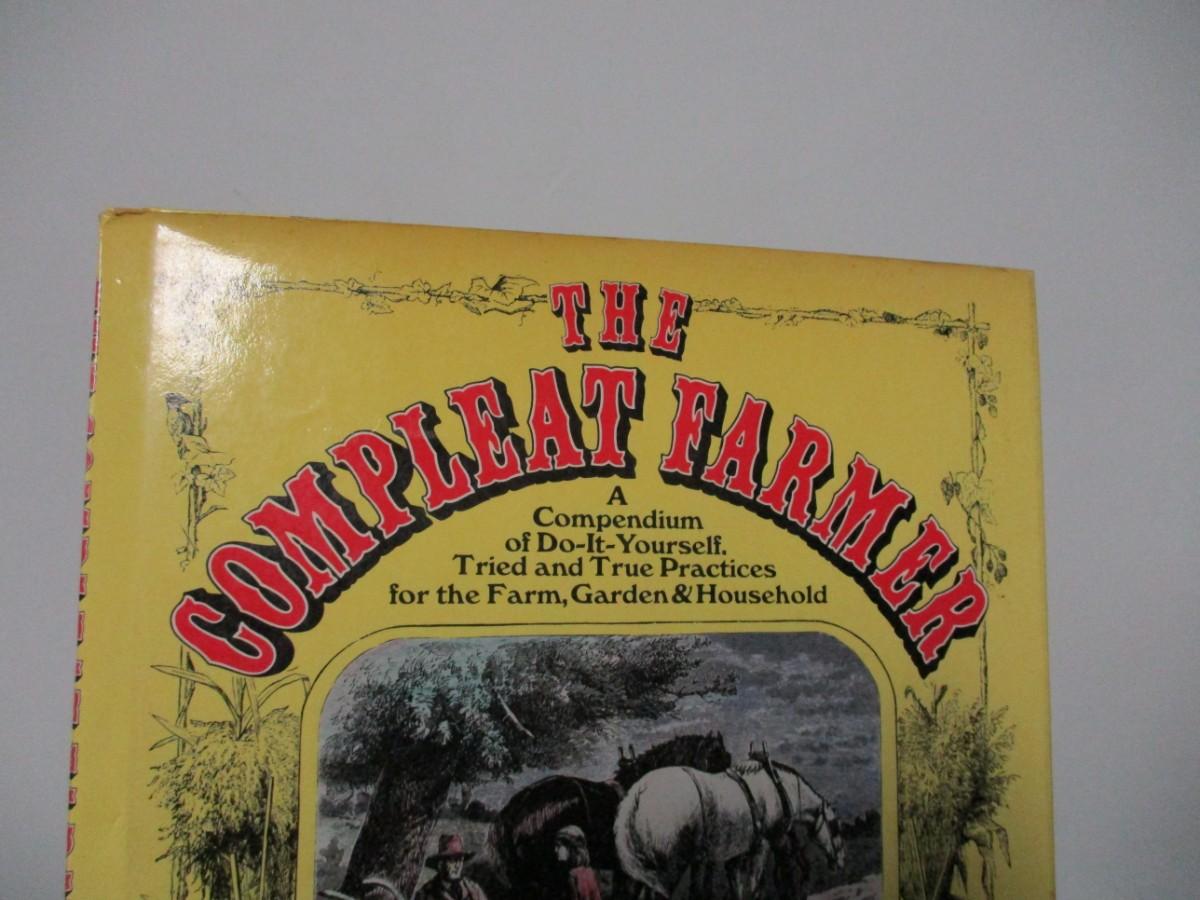 THE
COMPLEAT FARMER
A
Compendium
of Do-It-Yourself.
Tried and True Practices
for the Farm, Garden & Household